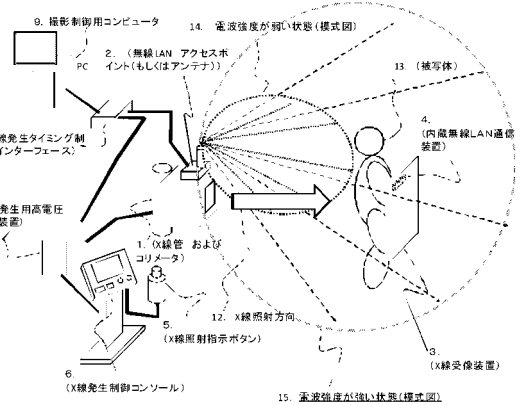 9. 撮影制御用コンピュータ
PC
2. (無線LAN アクセスポ
イント(もしくはアンテナ))
14. 電波強度が弱い状態(模式図)
13. (被写体)
4.
(内蔵無線LAN通信
装置)
線発生タイミング制
インターフェース)
発生用高電圧
装置)
1. (X線管 および
コリメータ)
5.
(X線照射指示ボタン)
12. X線照射方向
3.
(X線受像装置)
6.
(X線発生制御コンソール)
15. 電波強度が強い状態(模式図)